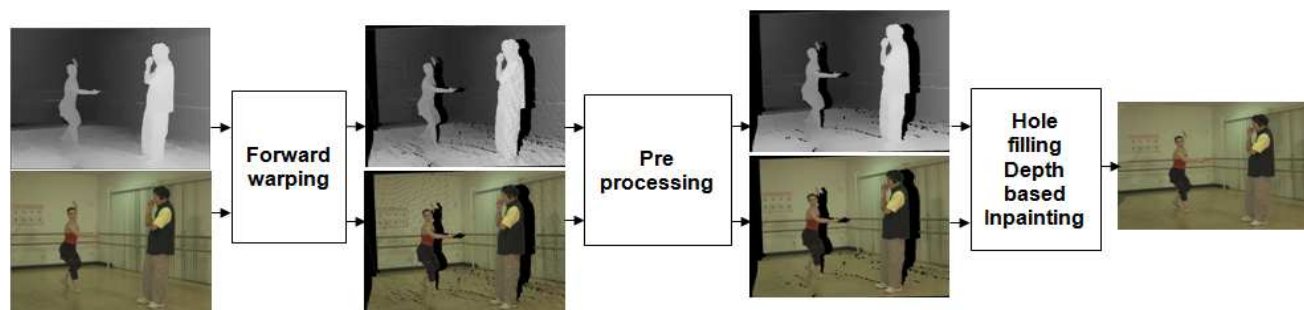 Forward
warping
Pre
processing
Hole
filling
Depth
based
Inpainting